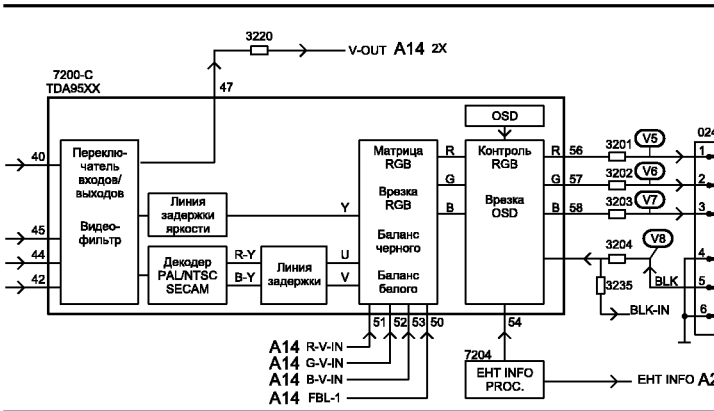 3220
V-OUT A14 2X
7200-C
TDA95XX
47
OSD
024
40
Переклю-
чатель
входов/
выходов
Видео-
фильтр
45
44
42
Линия
задержки
яркости
Декодер
PAL/NTSC
SECAM
R-Y
B-Y
Линия
задержки
Y
U
V
Матрица
RGB
Врезка
RGB
Баланс
черного
Баланс
белого
R
G
B
Контроль
RGB
Врезка
OSD
R 56
G 57
B 58
3201
V5
1
3202
V6
2
3203
V7
3
3204
V8
4
BLK
5
3235
BLK-IN
6
51
52
53
50
54
A14 R-V-IN
A14 G-V-IN
A14 B-V-IN
A14 FBL-1
7204
EHT INFO
PROC.
EHT INFO A2